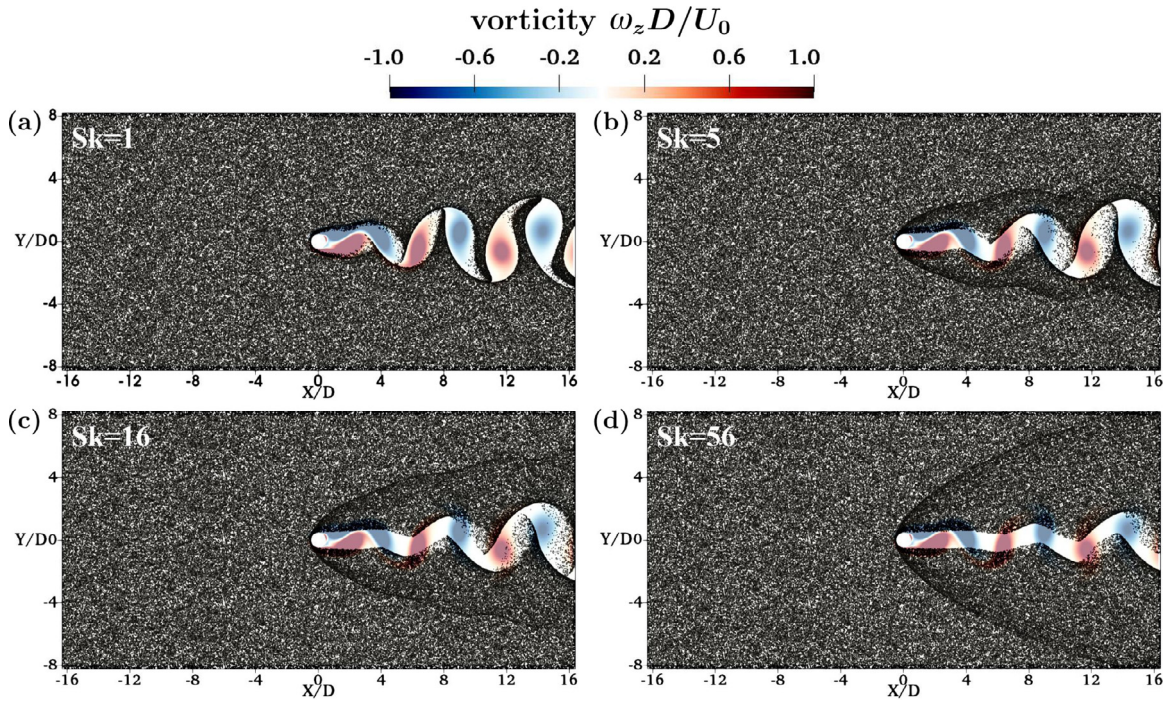 vorticity ω_z D/U_0
-1.0 -0.6 -0.2 0.2 0.6 1.0
(a) Sk=1
8
4
Y/D0
-4
-8
-16 -12 -8 -4 0 4 8 12 16
X/D
(b) Sk=5
8
4
Y/D0
-4
-8
-16 -12 -8 -4 0 4 8 12 16
X/D
(c) Sk=16
8
4
Y/D0
-4
-8
-16 -12 -8 -4 0 4 8 12 16
X/D
(d) Sk=56
8
4
Y/D0
-4
-8
-16 -12 -8 -4 0 4 8 12 16
X/D